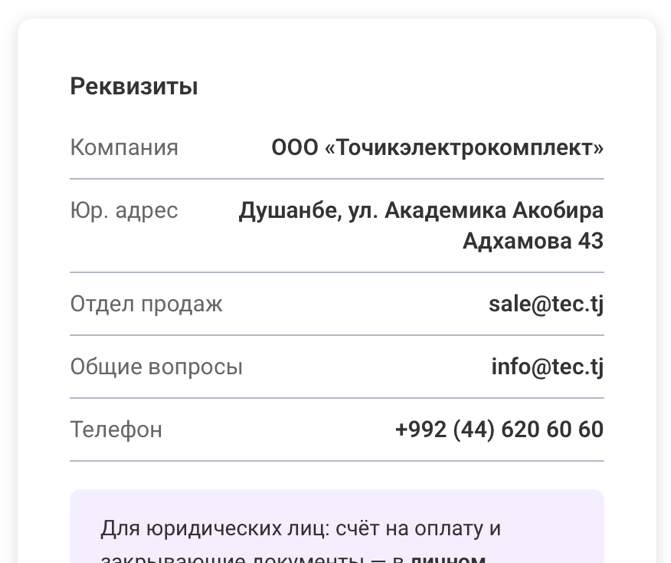 Реквизиты
Компания ООО «Точикэлектрокомплект»
Юр. адрес Душанбе, ул. Академика Акобира
Адхамова 43
Отдел продаж sale@tec.tj
Общие вопросы info@tec.tj
Телефон +992 (44) 620 60 60
Для юридических лиц: счёт на оплату и
закрывающие документы — в личном